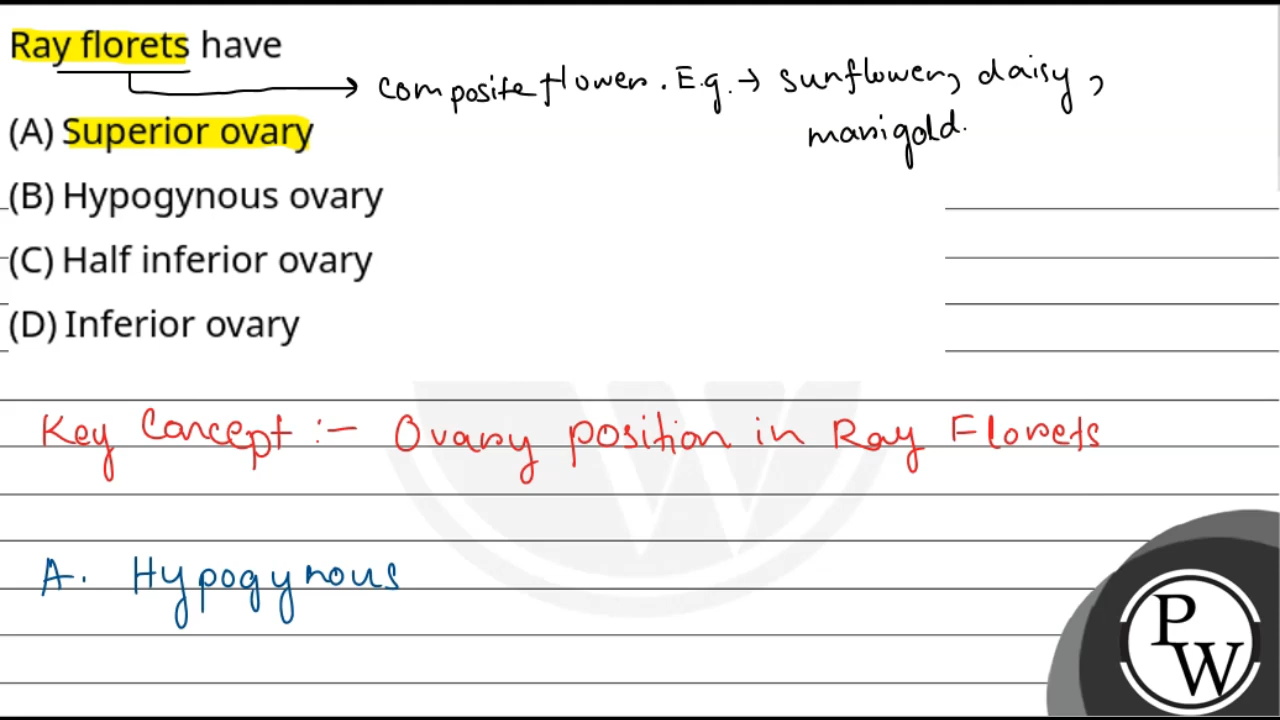 Ray florets have
composite flower. E.g. → sunflower, daisy,
marigold.
(A) Superior ovary
(B) Hypogynous ovary
(C) Half inferior ovary
(D) Inferior ovary
Key Concept :- Ovary position in Ray Florets
A. Hypogynous
PW